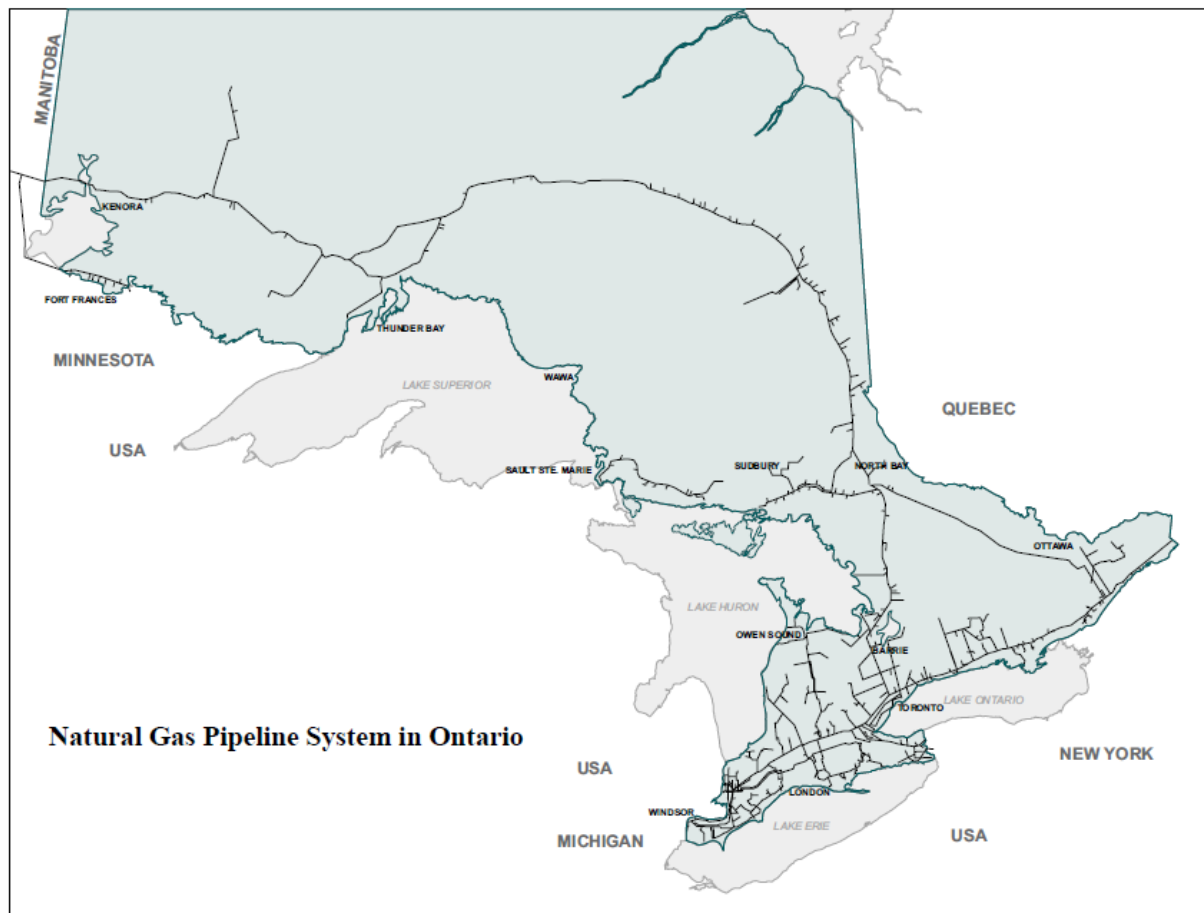 MANITOBA
KENORA
FORT FRANCES
THUNDER BAY
MINNESOTA
WAWA
LAKE SUPERIOR
QUEBEC
USA
SAULT STE. MARIE
SUDBURY
NORTH BAY
OTTAWA
LAKE HURON
OWEN SOUND
BARRIE
LAKE ONTARIO
TORONTO
Natural Gas Pipeline System in Ontario
NEW YORK
USA
LONDON
WINDSOR
LAKE ERIE
USA
MICHIGAN